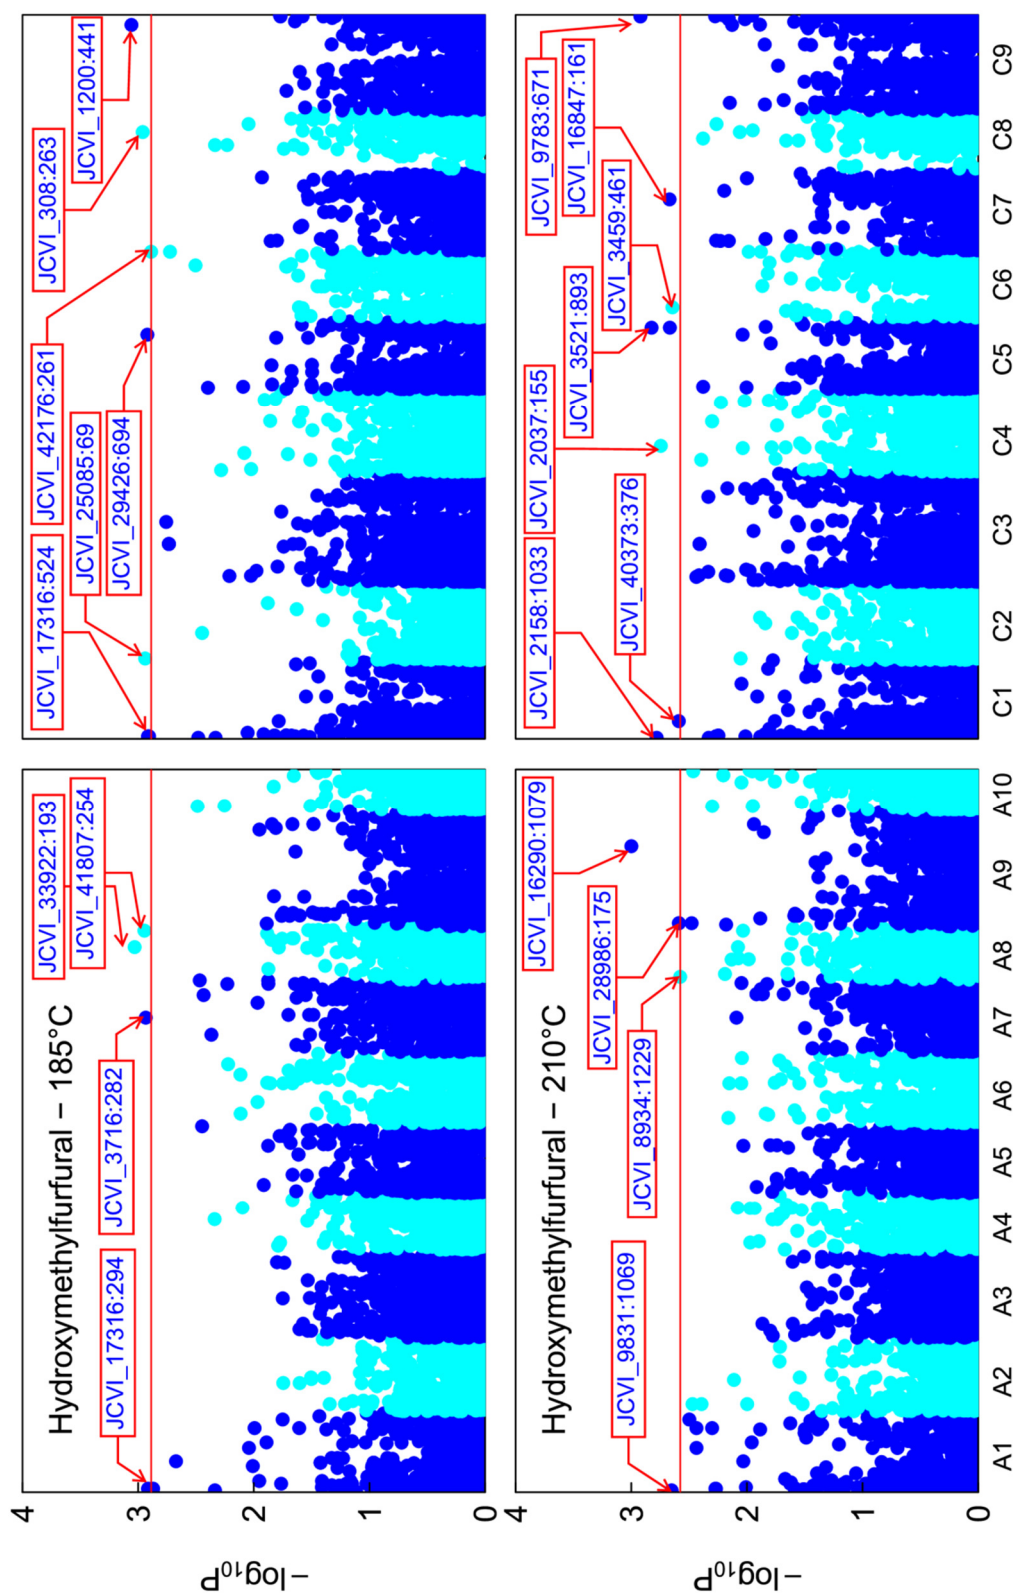 Hydroxymethylfurfural − 185°C
JCVI_17316:294
JCVI_3716:282
JCVI_33922:193
JCVI_41807:254
JCVI_17316:524
JCVI_25085:69
JCVI_29426:694
JCVI_42176:261
JCVI_308:263
JCVI_1200:441
4
3
2
1
0
−log10P
Hydroxymethylfurfural − 210°C
JCVI_9831:1069
JCVI_8934:1229
JCVI_28986:175
JCVI_16290:1079
JCVI_2158:1033
JCVI_40373:376
JCVI_2037:155
JCVI_3521:893
JCVI_3459:461
JCVI_16847:161
JCVI_9783:671
4
3
2
1
0
−log10P
A1 A2 A3 A4 A5 A6 A7 A8 A9 A10 C1 C2 C3 C4 C5 C6 C7 C8 C9